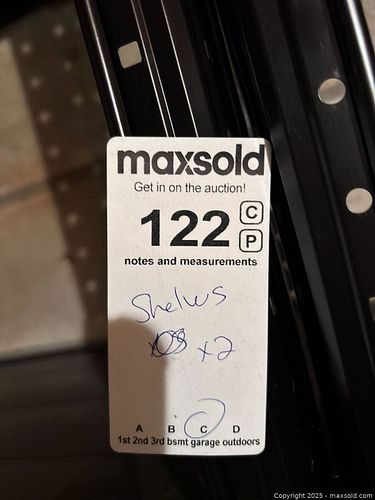 maxsold
Get in on the auction!
122 C
P
notes and measurements
Shelves
x2
A B C D
1st 2nd 3rd bsmt garage outdoors
Copyright 2025 - maxsold.com